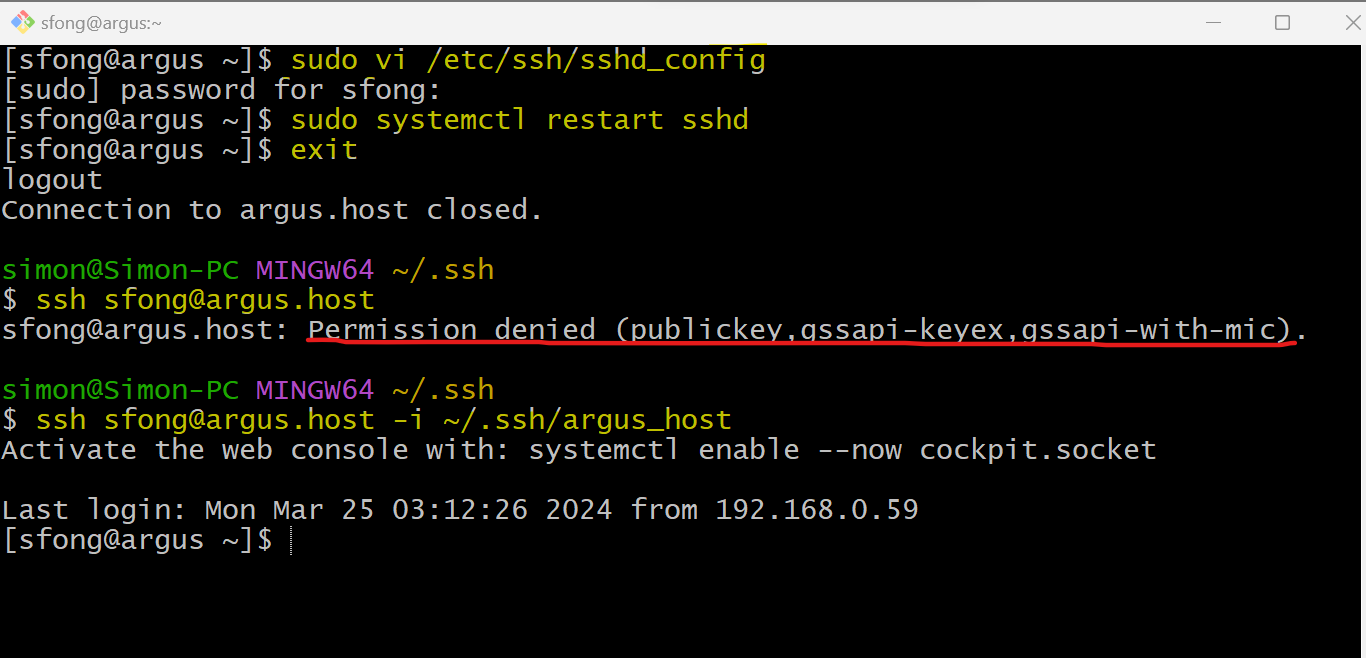 sfong@argus:~
[sfong@argus ~]$ sudo vi /etc/ssh/sshd_config
[sudo] password for sfong:
[sfong@argus ~]$ sudo systemctl restart sshd
[sfong@argus ~]$ exit
logout
Connection to argus.host closed.
simon@Simon-PC MINGW64 ~/.ssh
$ ssh sfong@argus.host
sfong@argus.host: Permission denied (publickey,gssapi-keyex,gssapi-with-mic).
simon@Simon-PC MINGW64 ~/.ssh
$ ssh sfong@argus.host -i ~/.ssh/argus_host
Activate the web console with: systemctl enable --now cockpit.socket
Last login: Mon Mar 25 03:12:26 2024 from 192.168.0.59
[sfong@argus ~]$